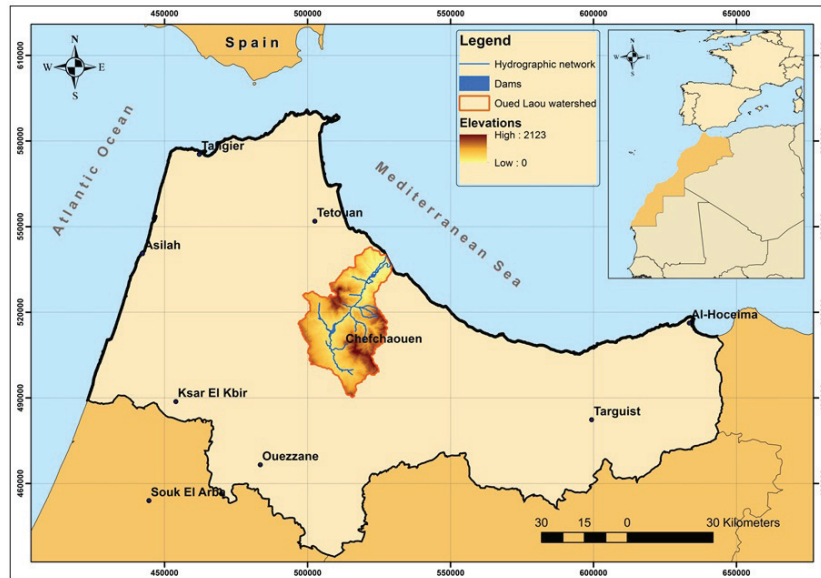 450000 500000 550000 600000 650000
610000
580000
550000
520000
490000
460000
N
W E
S
Spain
Legend
Hydrographic network
Dams
Oued Laou watershed
Elevations
High : 2123
Low : 0
N
W E
S
Atlantic Ocean
Mediterranean Sea
Tangier
Tetouan
Asilah
Chefchaouen
Al-Hoceima
Ksar El Kbir
Targuist
Ouezzane
Souk El Arba
30 15 0 30 Kilometers
450000 500000 550000 600000 650000